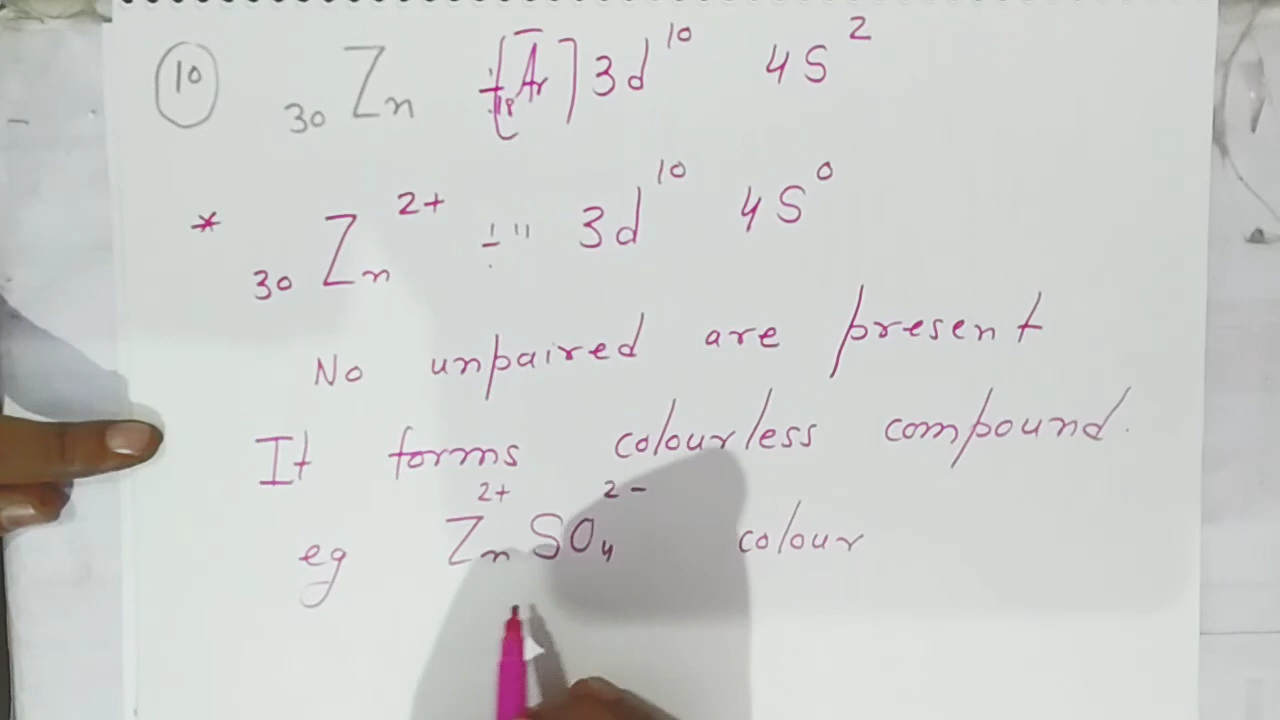 10 30Zn [18Ar] 3d10 4S2
* 30Zn2+ ÷ " 3d10 4S0
No unpaired are present
It forms colourless compound.
eg Zn2+SO42- colour